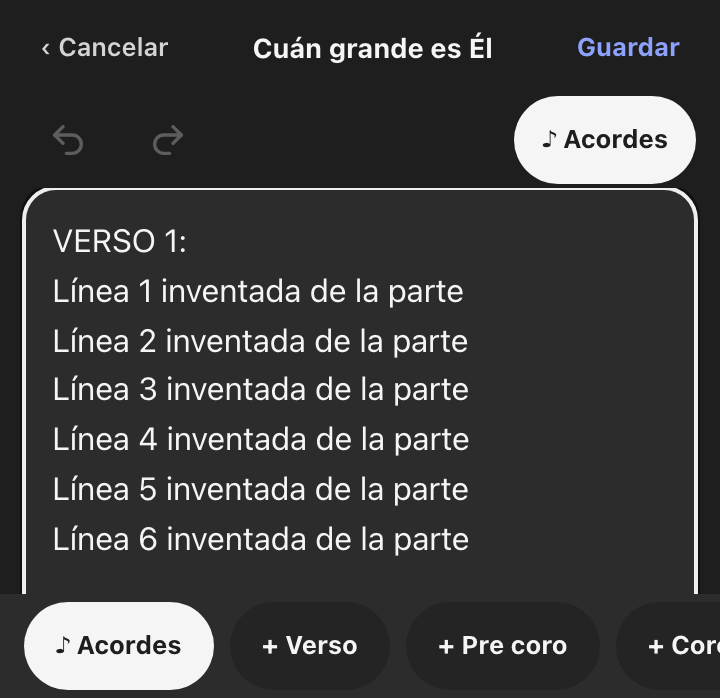 ‹ Cancelar Cuán grande es Él Guardar
♪ Acordes
VERSO 1:
Línea 1 inventada de la parte
Línea 2 inventada de la parte
Línea 3 inventada de la parte
Línea 4 inventada de la parte
Línea 5 inventada de la parte
Línea 6 inventada de la parte
♪ Acordes + Verso + Pre coro + Coro